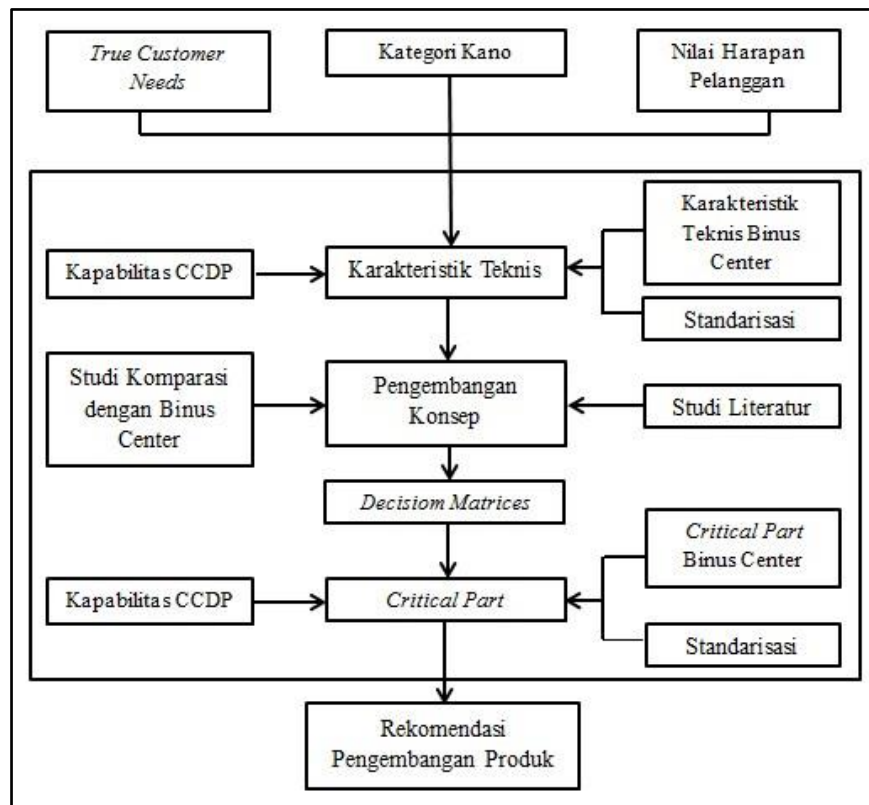 True Customer
Needs
Kategori Kano
Nilai Harapan
Pelanggan
Karakteristik
Teknis Binus
Center
Kapabilitas CCDP
Karakteristik Teknis
Standarisasi
Studi Komparasi
dengan Binus
Center
Pengembangan
Konsep
Studi Literatur
Decisiom Matrices
Critical Part
Binus Center
Kapabilitas CCDP
Critical Part
Standarisasi
Rekomendasi
Pengembangan Produk